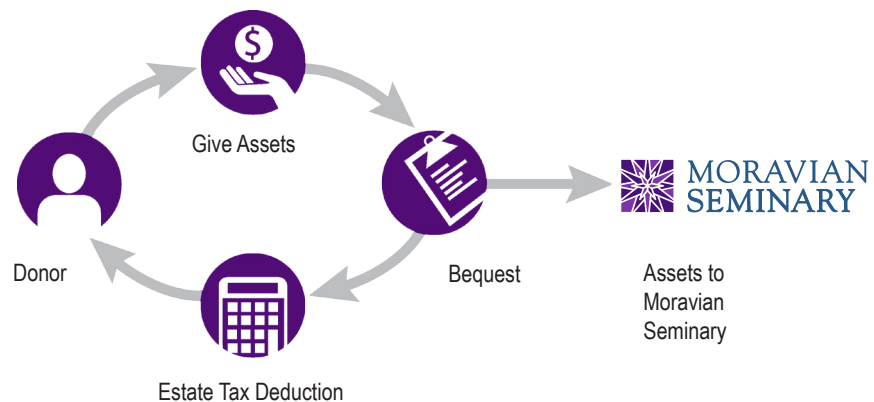 $
Give Assets
MORAVIAN
SEMINARY
Donor
Bequest
Assets to
Moravian
Seminary
Estate Tax Deduction